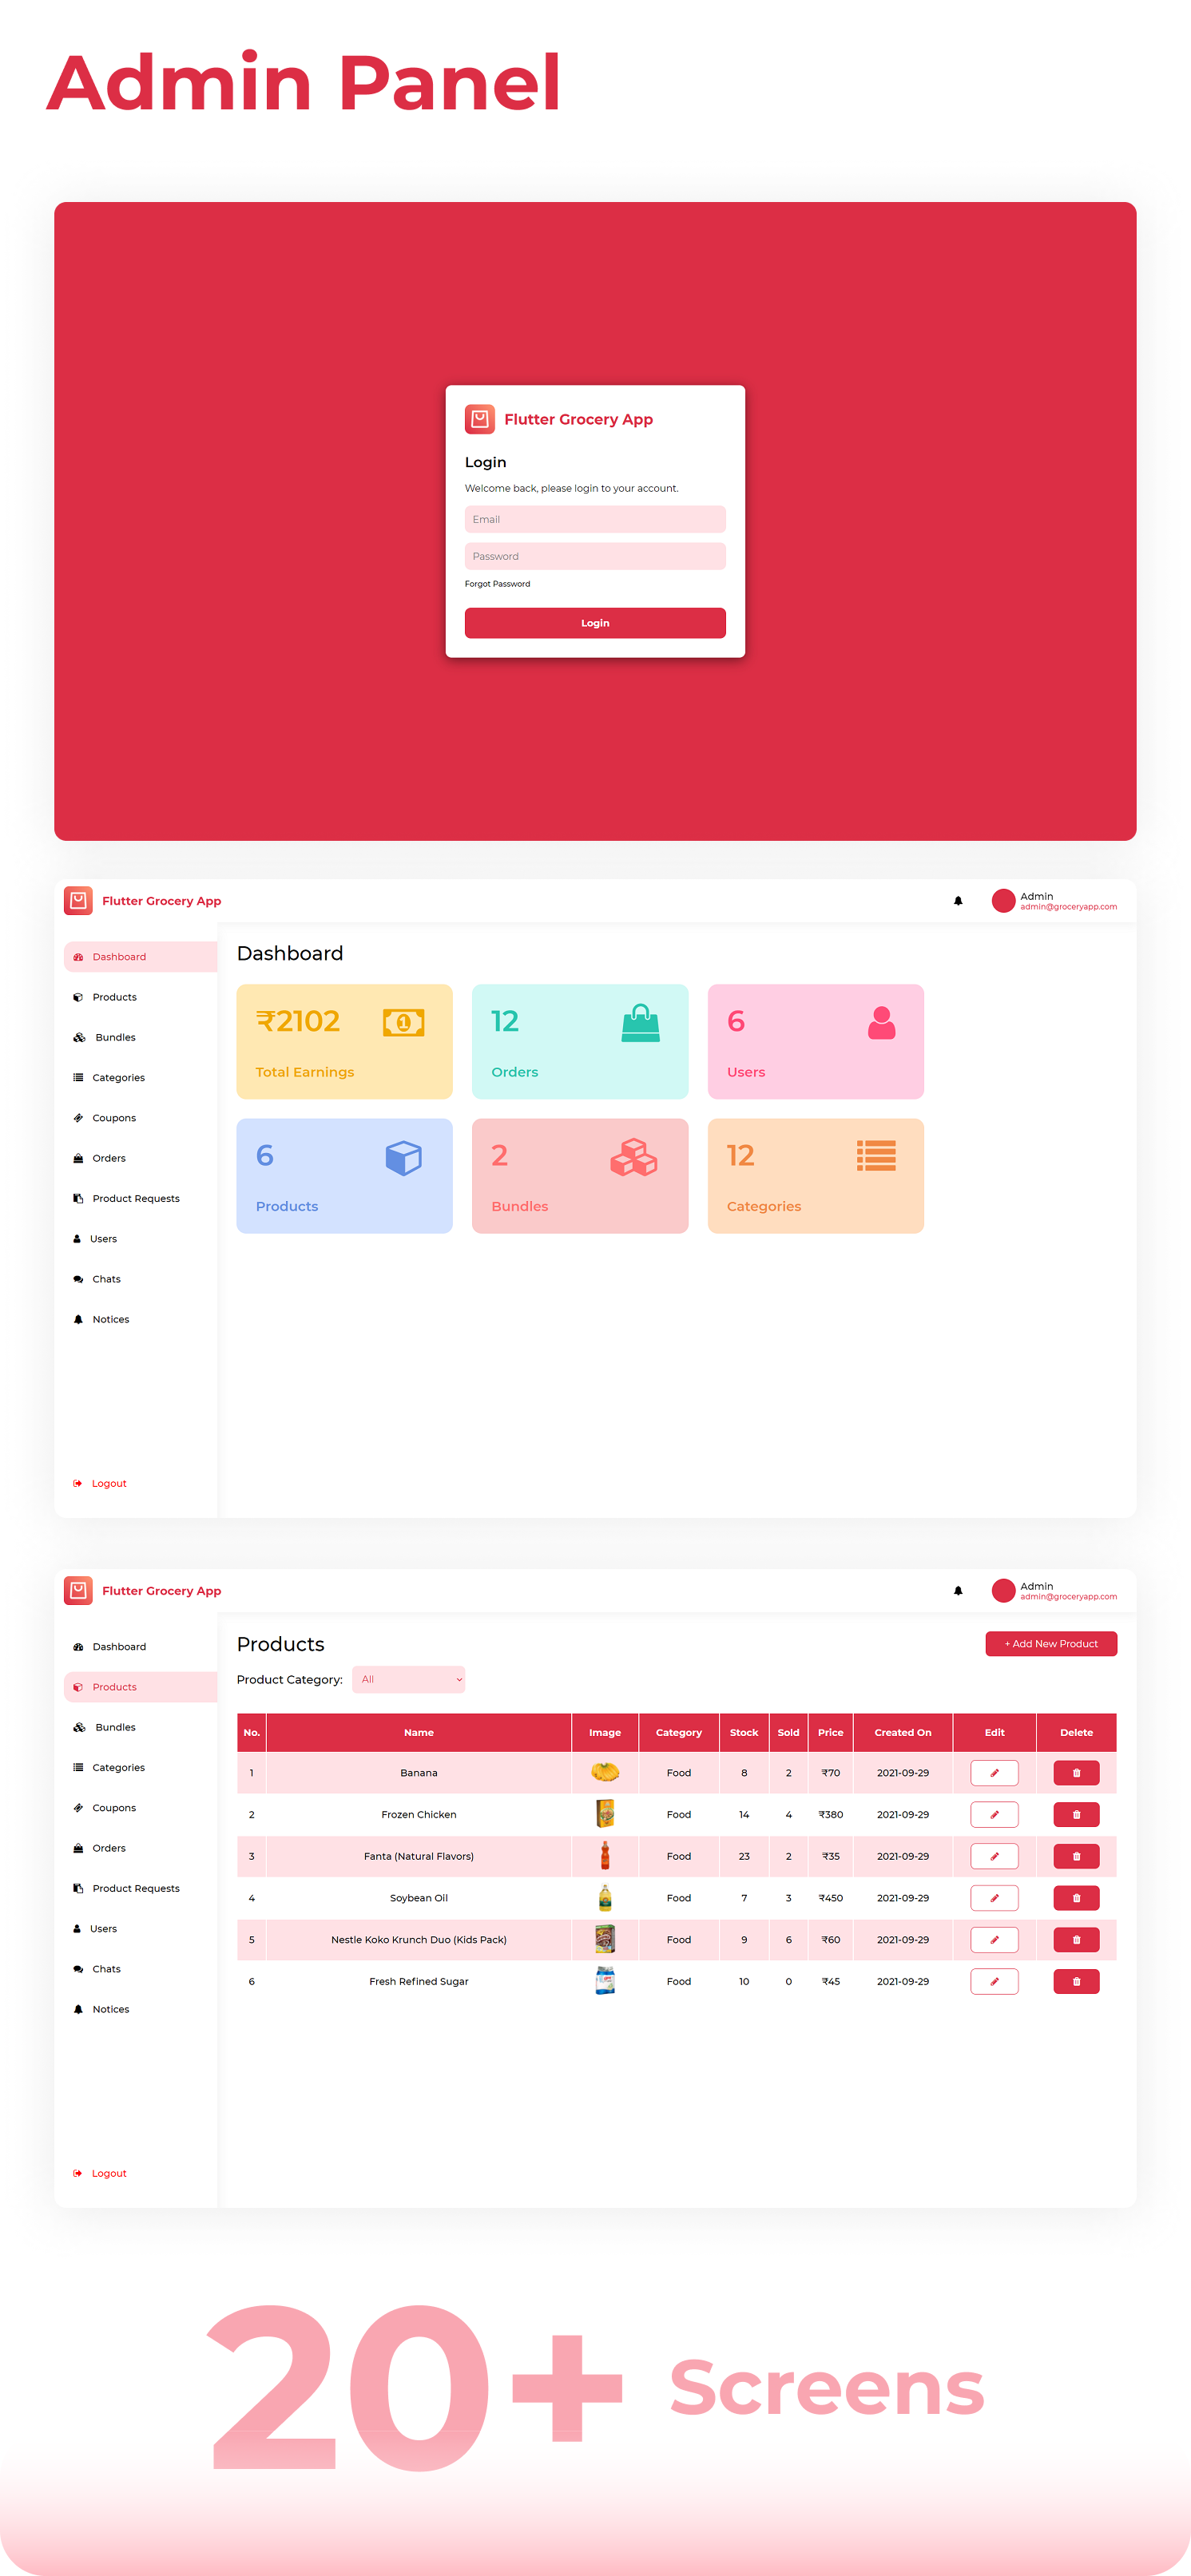 Admin Panel
Flutter Grocery App
Login
Welcome back, please login to your account.
Email
Password
Forgot Password
Login
Flutter Grocery App
Admin
admin@groceryapp.com
Dashboard
Products
Bundles
Categories
Coupons
Orders
Product Requests
Users
Chats
Notices
Logout
Dashboard
₹2102
Total Earnings
12
Orders
6
Users
6
Products
2
Bundles
12
Categories
Flutter Grocery App
Admin
admin@groceryapp.com
Dashboard
Products
Bundles
Categories
Coupons
Orders
Product Requests
Users
Chats
Notices
Logout
Products
+ Add New Product
Product Category: All
No. Name Image Category Stock Sold Price Created On Edit Delete
1 Banana Food 8 2 ₹70 2021-09-29
2 Frozen Chicken Food 14 4 ₹380 2021-09-29
3 Fanta (Natural Flavors) Food 23 2 ₹35 2021-09-29
4 Soybean Oil Food 7 3 ₹450 2021-09-29
5 Nestle Koko Krunch Duo (Kids Pack) Food 9 6 ₹60 2021-09-29
6 Fresh Refined Sugar Food 10 0 ₹45 2021-09-29
20+ Screens